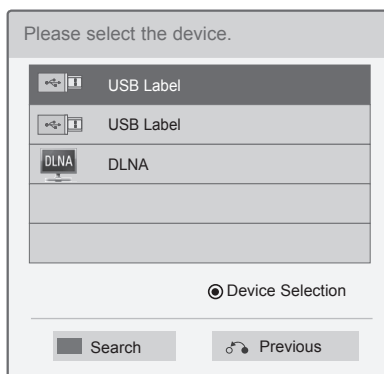 Please select the device.
USB Label
USB Label
DLNA DLNA
Device Selection
Search Previous